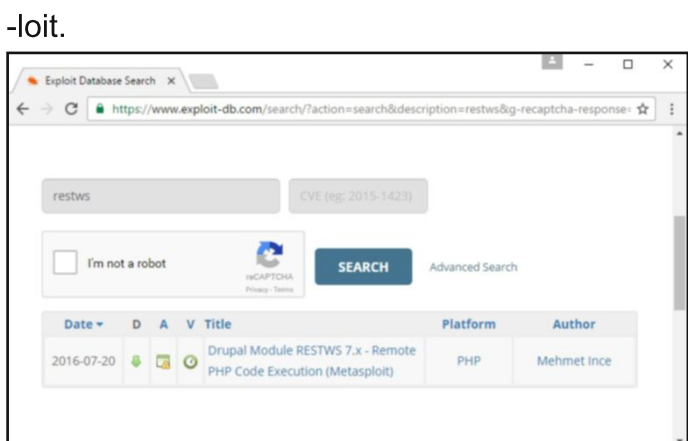 -loit.
Exploit Database Search
https://www.exploit-db.com/search/?action=search&description=restws&g-recaptcha-response=
restws
CVE (eg: 2015-1423)
I'm not a robot
reCAPTCHA
Privacy - Terms
SEARCH
Advanced Search
Date D A V Title Platform Author
2016-07-20 Drupal Module RESTWS 7.x - Remote PHP Mehmet Ince
PHP Code Execution (Metasploit)